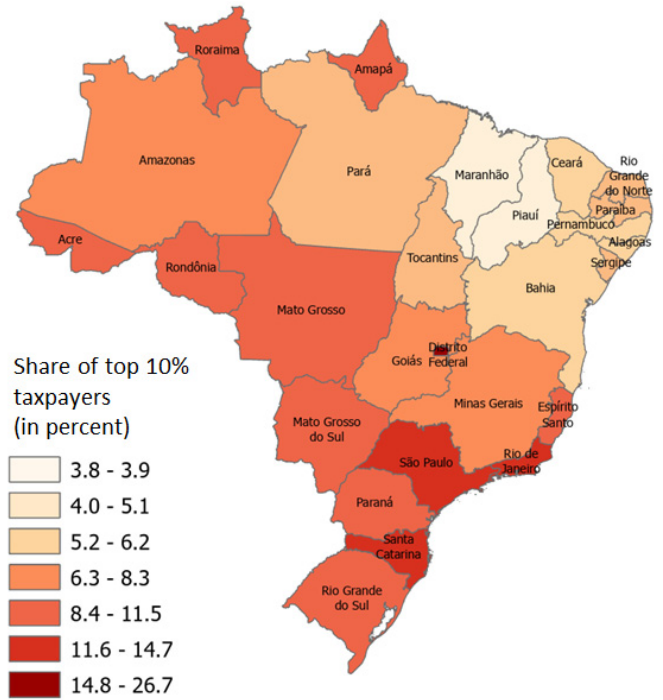 Roraima
Amapá
Amazonas
Pará
Maranhão
Ceará
Rio
Grande
do Norte
Piauí
Paraíba
Pernambuco
Alagoas
Acre
Rondônia
Tocantins
Sergipe
Bahia
Mato Grosso
Goiás
Distrito
Federal
Minas Gerais
Espírito
Santo
Mato Grosso
do Sul
São Paulo
Rio de
Janeiro
Paraná
Santa
Catarina
Rio Grande
do Sul
Share of top 10%
taxpayers
(in percent)
3.8 - 3.9
4.0 - 5.1
5.2 - 6.2
6.3 - 8.3
8.4 - 11.5
11.6 - 14.7
14.8 - 26.7